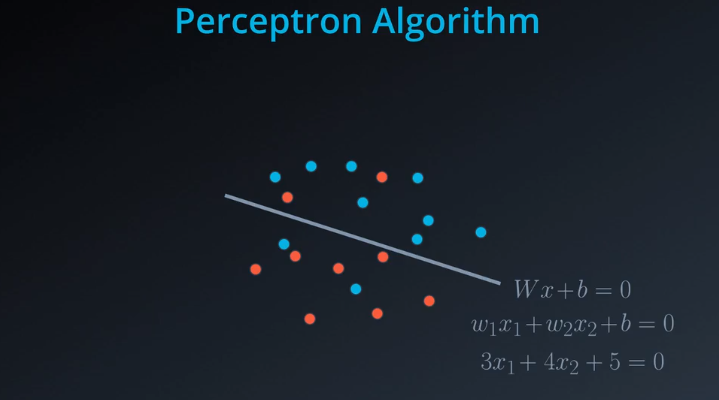 Perceptron Algorithm
Wx+b = 0
w₁x₁+w₂x₂+b = 0
3x₁+ 4x₂ + 5 = 0